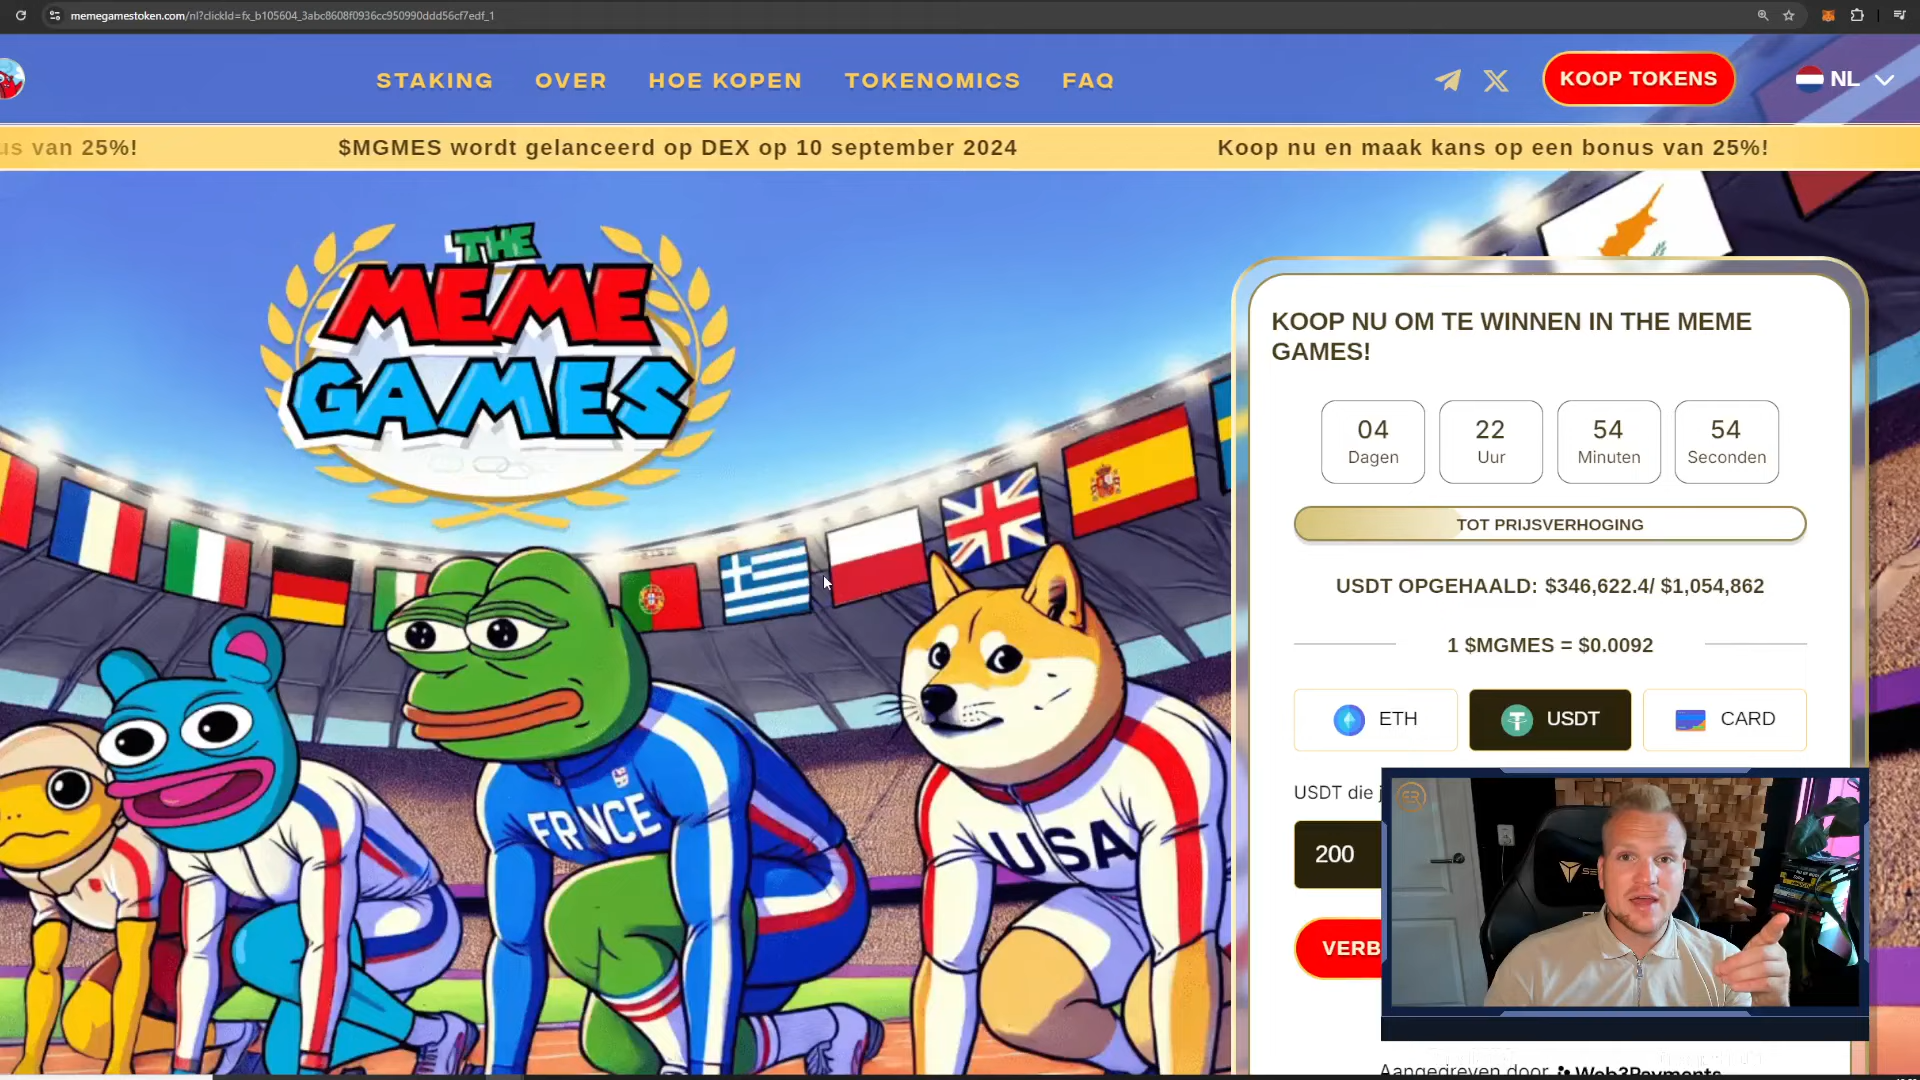 memegamestoken.com/nl?clickId=fx_b105604_3abc8608f0936cc950990ddd56cf7edf_1
STAKING OVER HOE KOPEN TOKENOMICS FAQ
KOOP TOKENS
NL
us van 25%! $MGMES wordt gelanceerd op DEX op 10 september 2024 Koop nu en maak kans op een bonus van 25%!
THE
MEME
GAMES
KOOP NU OM TE WINNEN IN THE MEME
GAMES!
04 22 54 54
Dagen Uur Minuten Seconden
TOT PRIJSVERHOGING
USDT OPGEHAALD: $346,622.4/ $1,054,862
1 $MGMES = $0.0092
ETH USDT CARD
USDT die j
200
VERB
FRNCE
USA
Aangedreven door Web3Payments